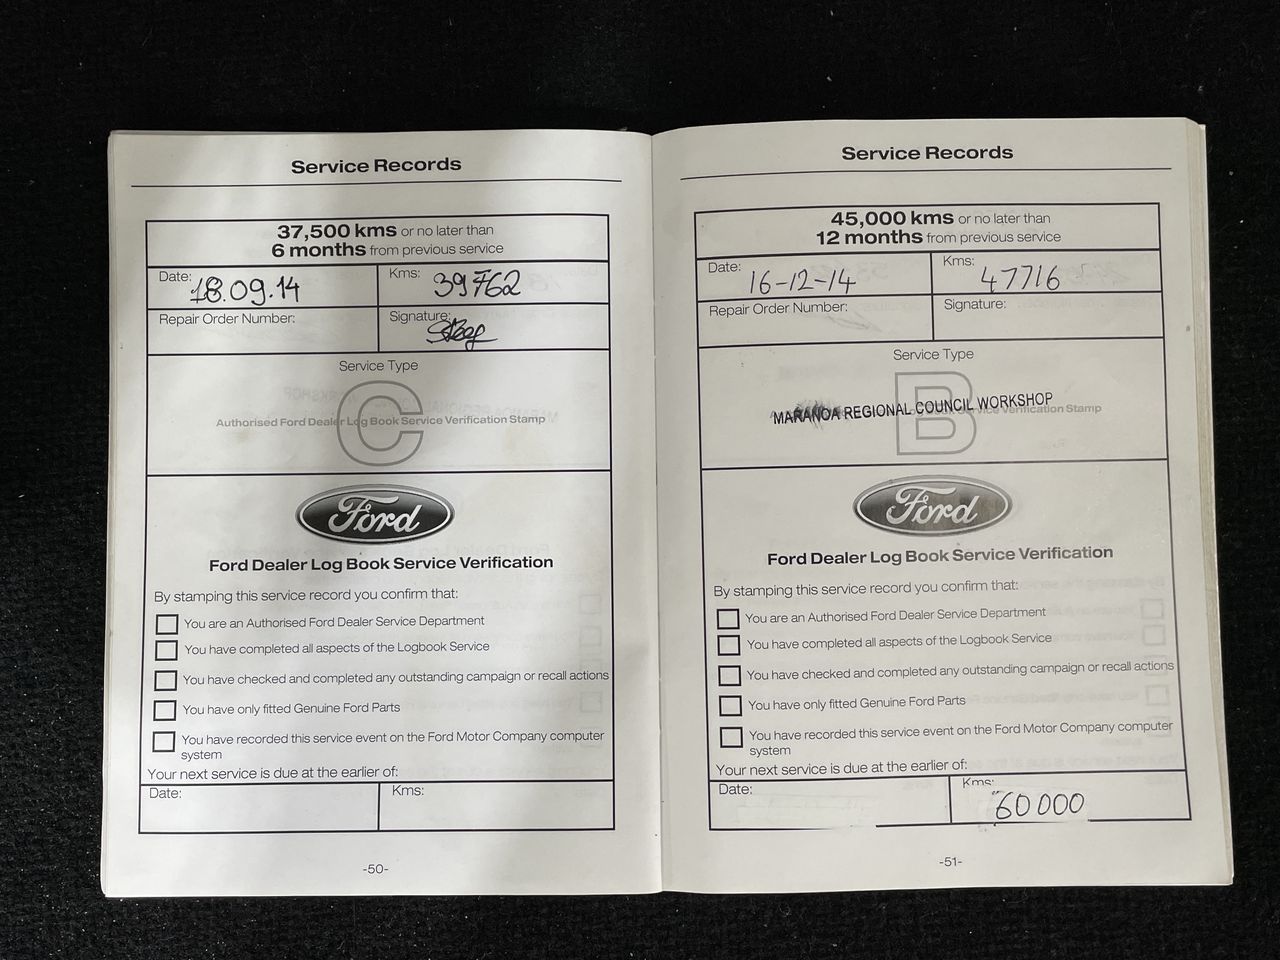 Service Records
37,500 kms or no later than
6 months from previous service
Date: 18.09.14
Kms: 39762
Repair Order Number:
Signature:
Service Type
C
Authorised Ford Dealer Log Book Service Verification Stamp
Ford
Ford Dealer Log Book Service Verification
By stamping this service record you confirm that:
You are an Authorised Ford Dealer Service Department
You have completed all aspects of the Logbook Service
You have checked and completed any outstanding campaign or recall actions
You have only fitted Genuine Ford Parts
You have recorded this service event on the Ford Motor Company computer
system
Your next service is due at the earlier of:
Date:
Kms:
-50-
Service Records
45,000 kms or no later than
12 months from previous service
Date: 16-12-14
Kms: 47716
Repair Order Number:
Signature:
Service Type
B
MARANOA REGIONAL COUNCIL WORKSHOP
Verification Stamp
Ford
Ford Dealer Log Book Service Verification
By stamping this service record you confirm that:
You are an Authorised Ford Dealer Service Department
You have completed all aspects of the Logbook Service
You have checked and completed any outstanding campaign or recall actions
You have only fitted Genuine Ford Parts
You have recorded this service event on the Ford Motor Company computer
system
Your next service is due at the earlier of:
Date:
Kms:
60000
-51-